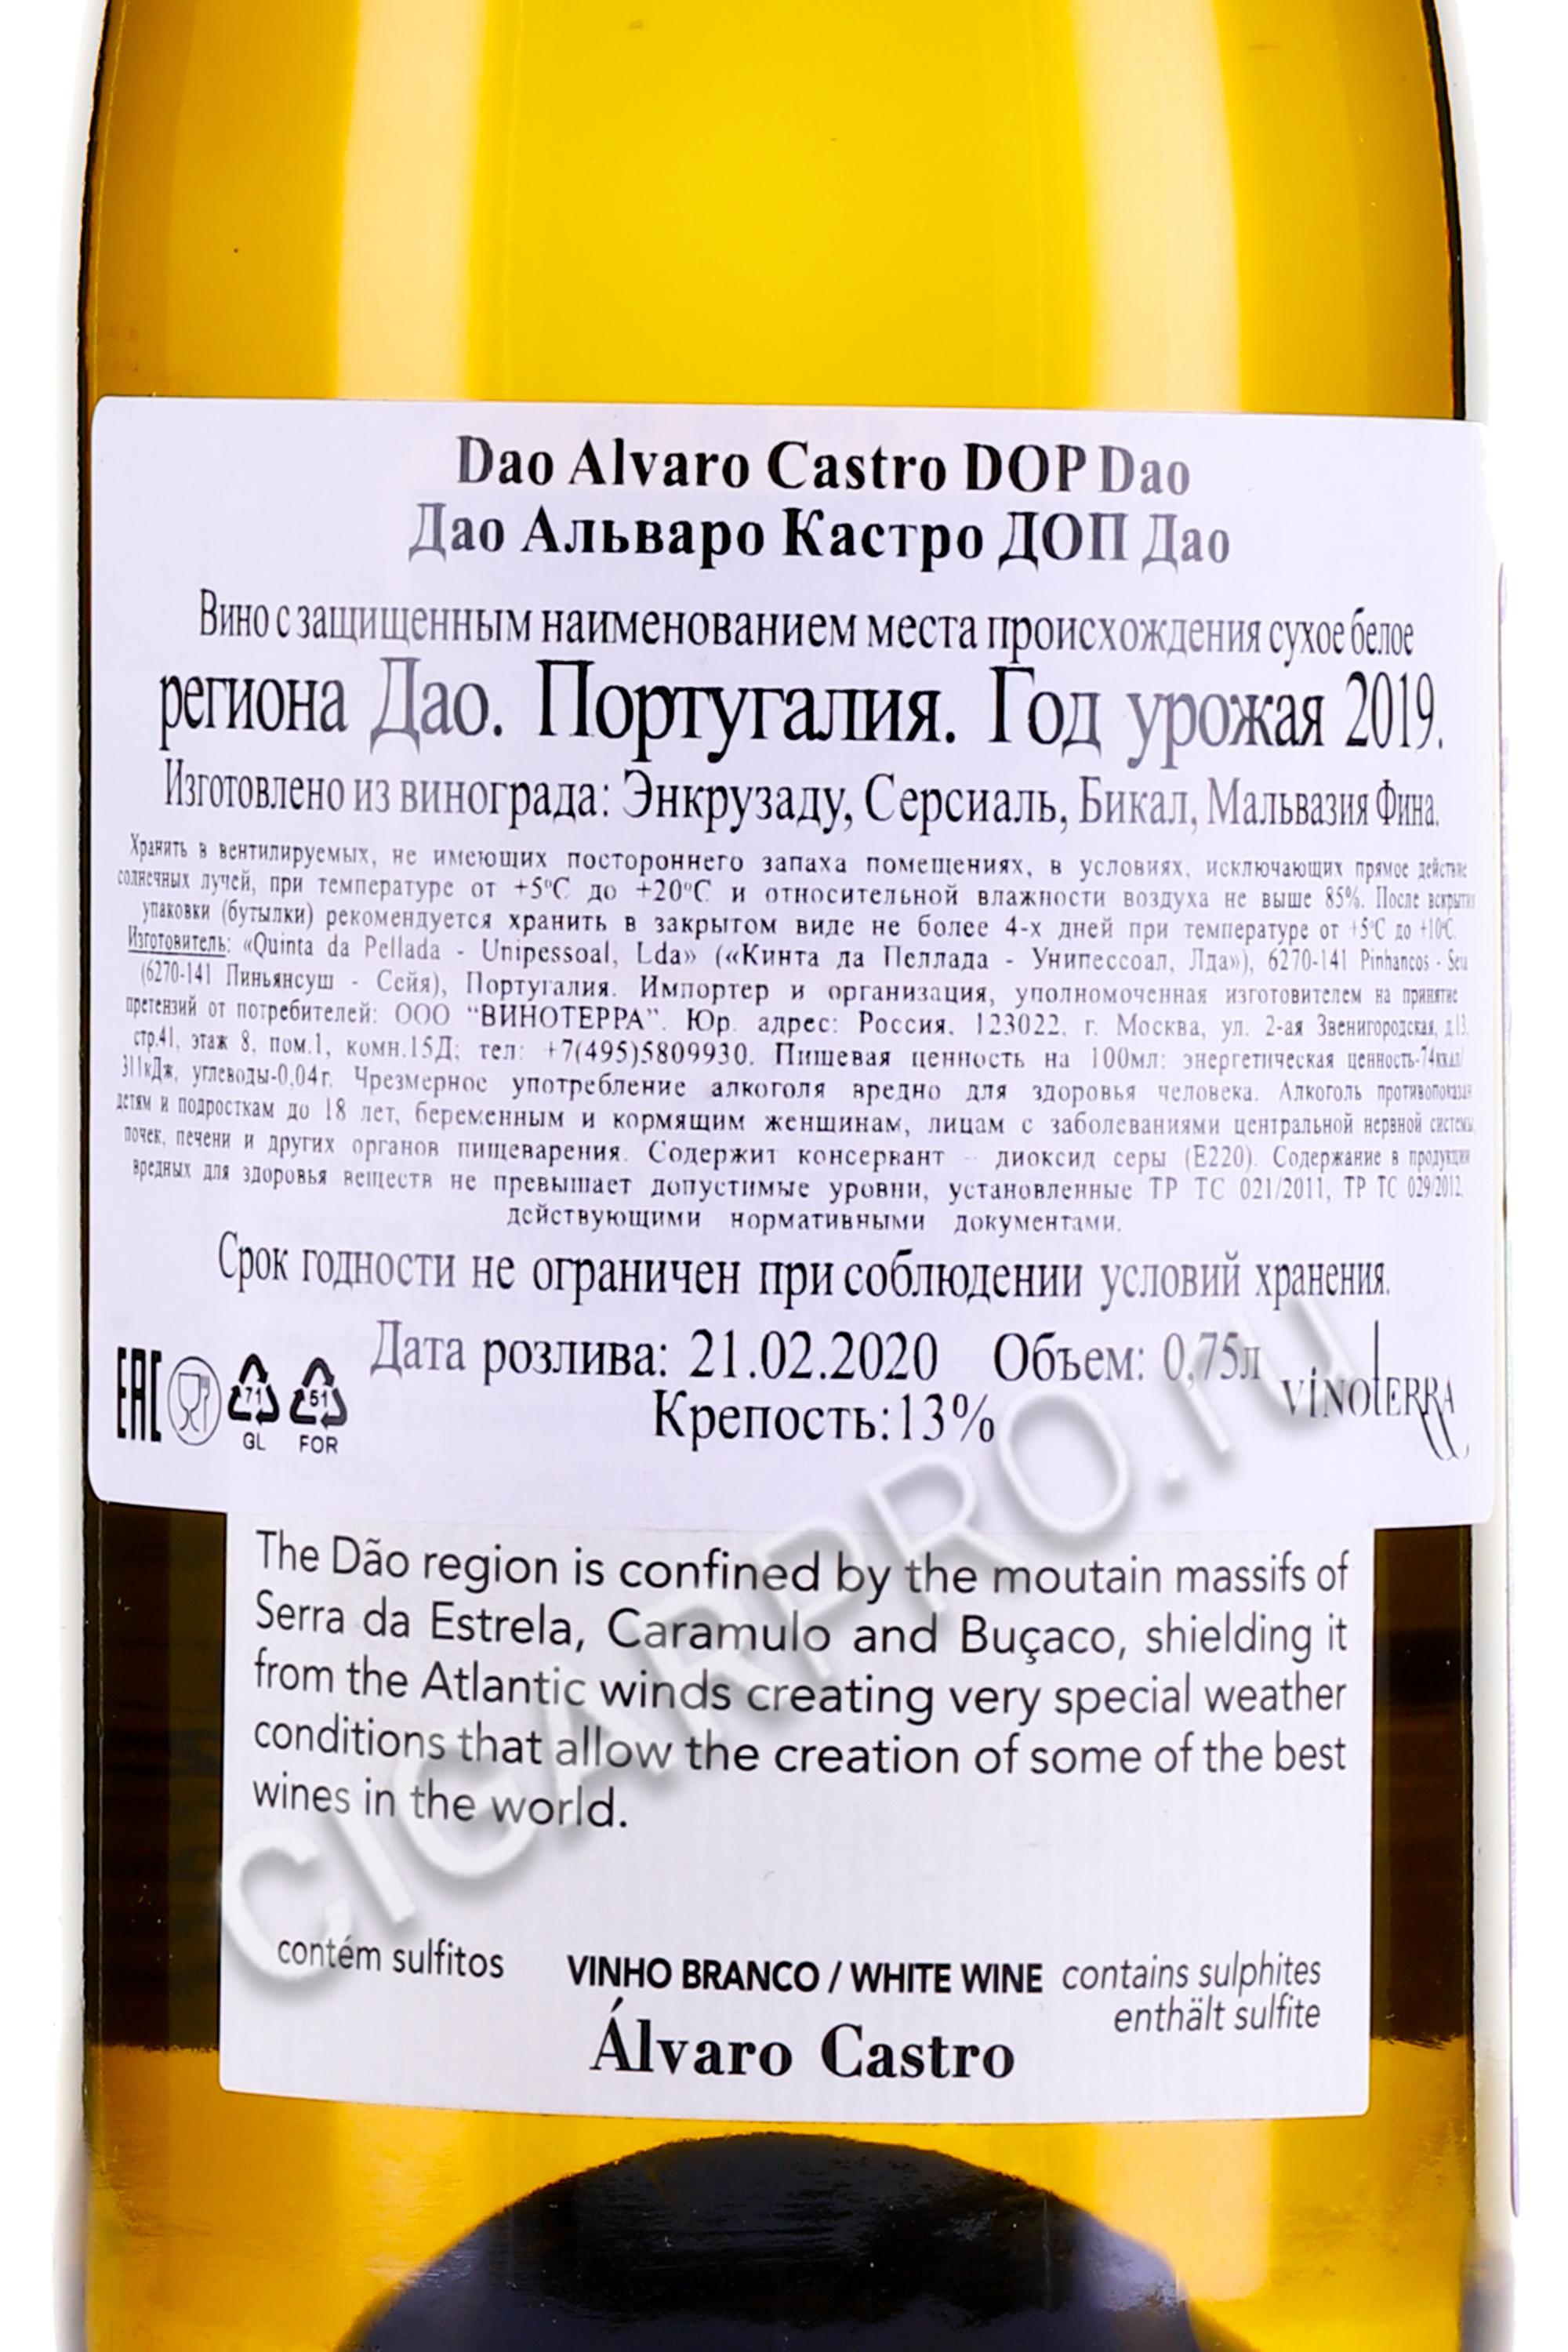 Dao Alvaro Castro DOP Dao
Дао Альваро Кастро ДОП Дао
Вино с защищенным наименованием места происхождения сухое белое
региона Дао. Португалия. Год урожая 2019.
Изготовлено из винограда: Энкрузаду, Серсиаль, Бикал, Мальвазия Фина.
Хранить в вентилируемых, не имеющих постороннего запаха помещениях, в условиях, исключающих прямое действие
солнечных лучей, при температуре от +5°С до +20°С и относительной влажности воздуха не выше 85%. После вскрытия
упаковки (бутылки) рекомендуется хранить в закрытом виде не более 4-х дней при температуре от +5°С до +10°С.
Изготовитель: «Quinta da Pellada - Unipessoal, Lda» («Кинта да Пеллада - Унипессоал, Лда»), 6270-141 Pinhancos - Seia
(6270-141 Пиньянсуш - Сейя), Португалия. Импортер и организация, уполномоченная изготовителем на принятие
претензий от потребителей: ООО “ВИНОТЕРРА”. Юр. адрес: Россия, 123022, г. Москва, ул. 2-ая Звенигородская, д.13,
стр.41, этаж 8, пом.1, комн.15Д; тел: +7(495)5809930. Пищевая ценность на 100мл: энергетическая ценность-74ккал/
311кДж, углеводы-0,04г. Чрезмерное употребление алкоголя вредно для здоровья человека. Алкоголь противопоказан
детям и подросткам до 18 лет, беременным и кормящим женщинам, лицам с заболеваниями центральной нервной системы,
почек, печени и других органов пищеварения. Содержит консервант - диоксид серы (Е220). Содержание в продукции
вредных для здоровья веществ не превышает допустимые уровни, установленные ТР ТС 021/2011, ТР ТС 029/2012,
действующими нормативными документами.
Срок годности не ограничен при соблюдении условий хранения.
Дата розлива: 21.02.2020 Объем: 0,75л
Крепость:13%
EAC
71
GL
51
FOR
VINOTERRA
The Dão region is confined by the moutain massifs of
Serra da Estrela, Caramulo and Buçaco, shielding it
from the Atlantic winds creating very special weather
conditions that allow the creation of some of the best
wines in the world.
contém sulfitos
VINHO BRANCO / WHITE WINE
contains sulphites
enthält sulfite
Álvaro Castro
CIGARPRO.ru